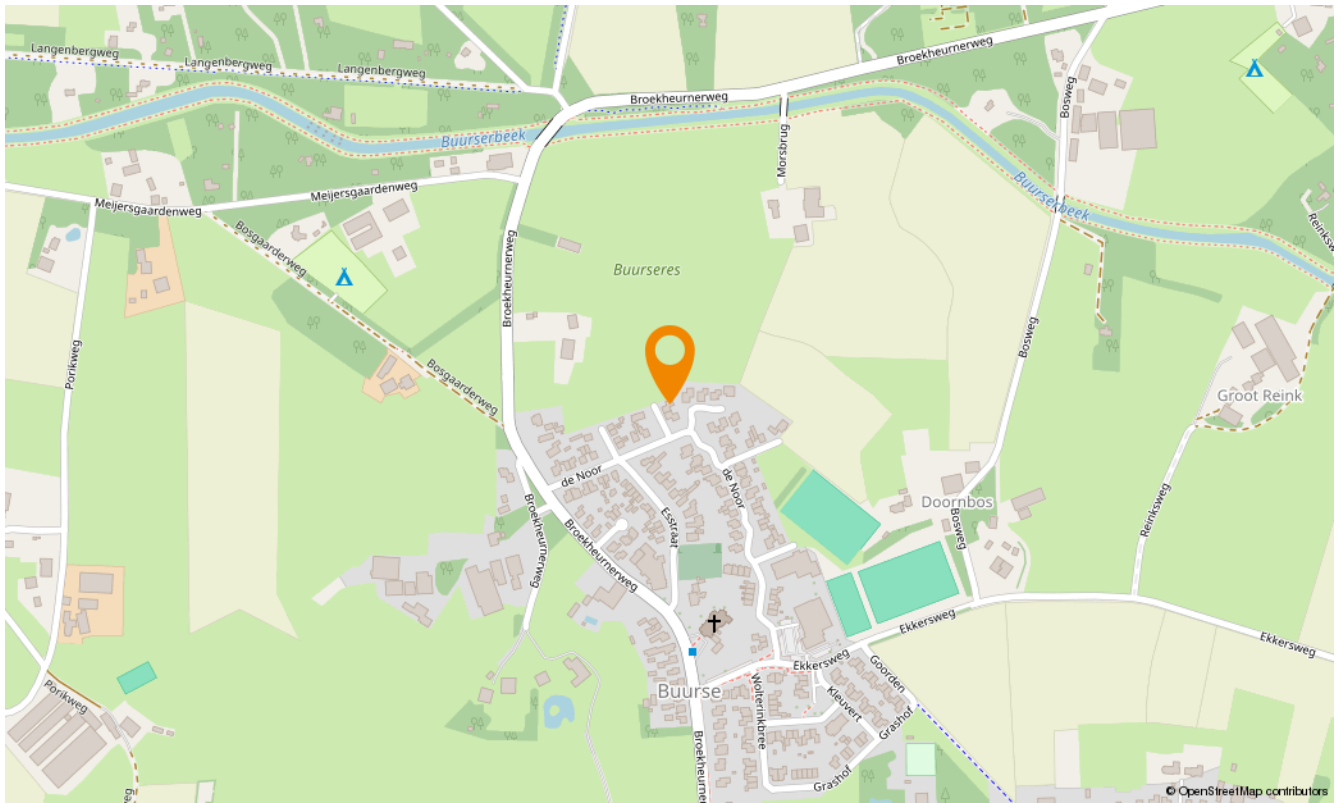 Langenbergweg
Langenbergweg
Langenbergweg
Broekheurnerweg
Broekheurnerweg
Bosweg
Buurserbeek
Morsbrug
Meijersgaardenweg
Meijersgaardenweg
Buurserbeek
Bosgaarderweg
Broekheurnerweg
Buurseres
Reinksw
Porikweg
Bosweg
Bosgaarderweg
Groot Reink
de Noor
de Noor
Doornbos
Bosweg
Reinksweg
Broekheurnerweg
Esstraat
Broekheurnerweg
Ekkersweg
Ekkersweg
Ekkersweg
Goorden
Porikweg
Buurse
Wolterinkbree
Kleuvert
Grashof
Broekheurnerweg
Grashof
© OpenStreetMap contributors